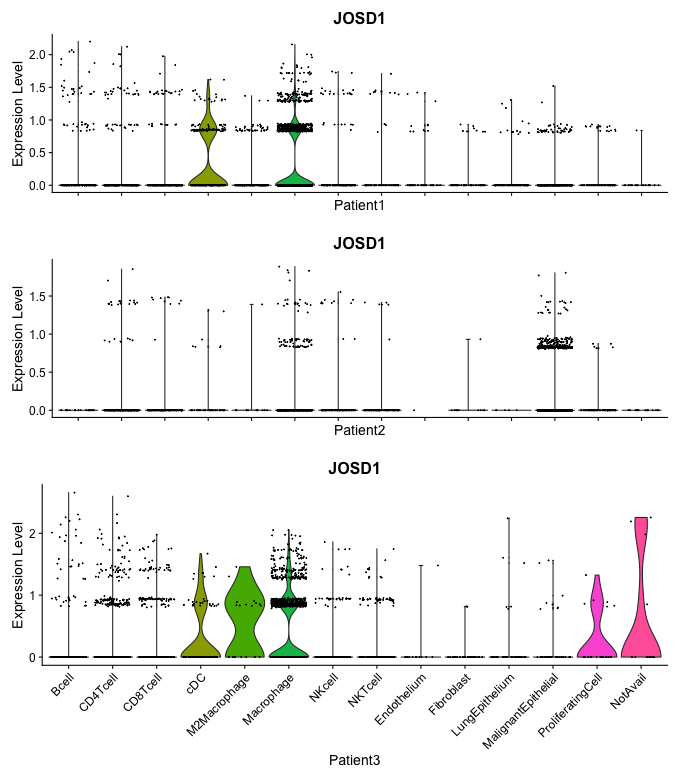 JOSD1
Expression Level
2.0
1.5
1.0
0.5
0.0
Patient1
JOSD1
Expression Level
1.5
1.0
0.5
0.0
Patient2
JOSD1
Expression Level
2
1
0
Bcell
CD4Tcell
CD8Tcell
cDC
M2Macrophage
Macrophage
NKcell
NKTcell
Endothelium
Fibroblast
LungEpithelium
MalignantEpithelial
ProliferatingCell
NotAvail
Patient3